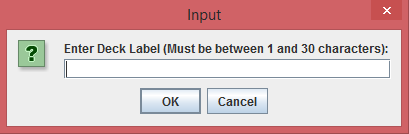 Input
Enter Deck Label (Must be between 1 and 30 characters):
OK Cancel